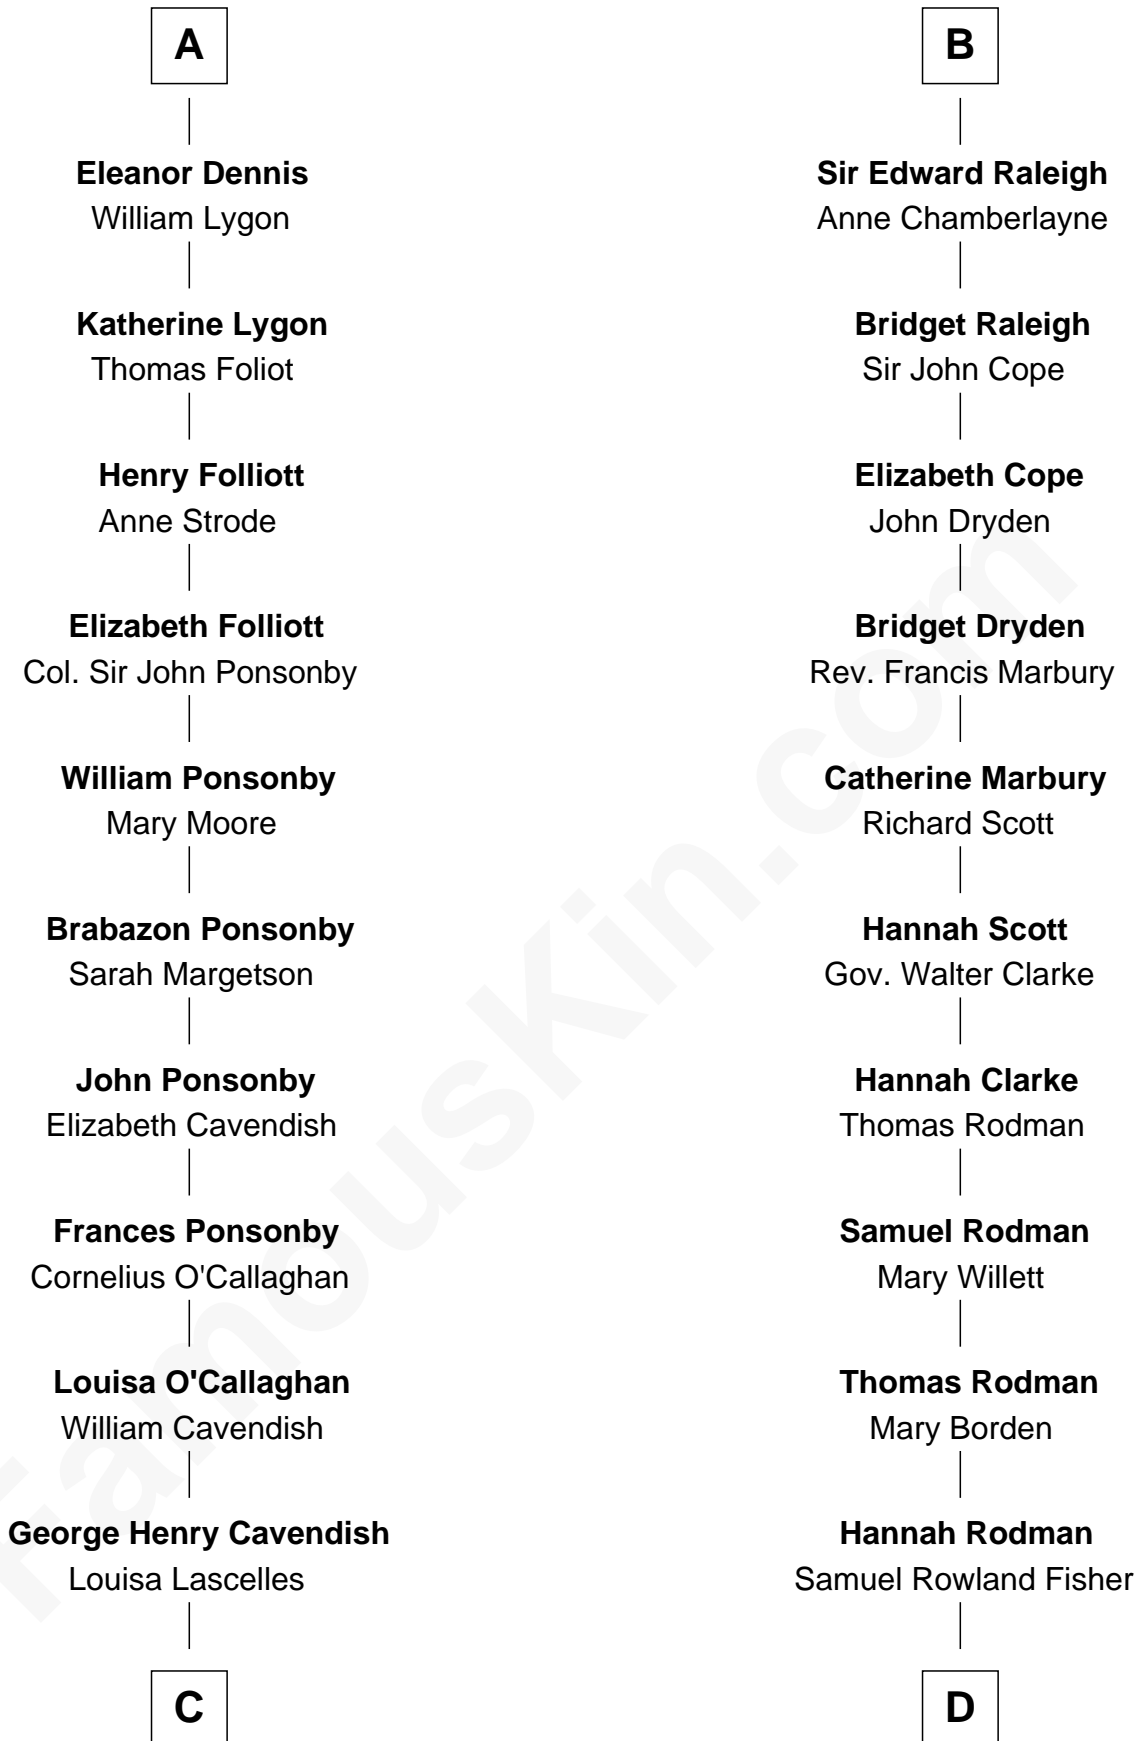 A
Eleanor Dennis
William Lygon
Katherine Lygon
Thomas Foliot
Henry Folliott
Anne Strode
Elizabeth Folliott
Col. Sir John Ponsonby
William Ponsonby
Mary Moore
Brabazon Ponsonby
Sarah Margetson
John Ponsonby
Elizabeth Cavendish
Frances Ponsonby
Cornelius O'Callaghan
Louisa O'Callaghan
William Cavendish
George Henry Cavendish
Louisa Lascelles
C
B
Sir Edward Raleigh
Anne Chamberlayne
Bridget Raleigh
Sir John Cope
Elizabeth Cope
John Dryden
Bridget Dryden
Rev. Francis Marbury
Catherine Marbury
Richard Scott
Hannah Scott
Gov. Walter Clarke
Hannah Clarke
Thomas Rodman
Samuel Rodman
Mary Willett
Thomas Rodman
Mary Borden
Hannah Rodman
Samuel Rowland Fisher
D
FamousKin.com